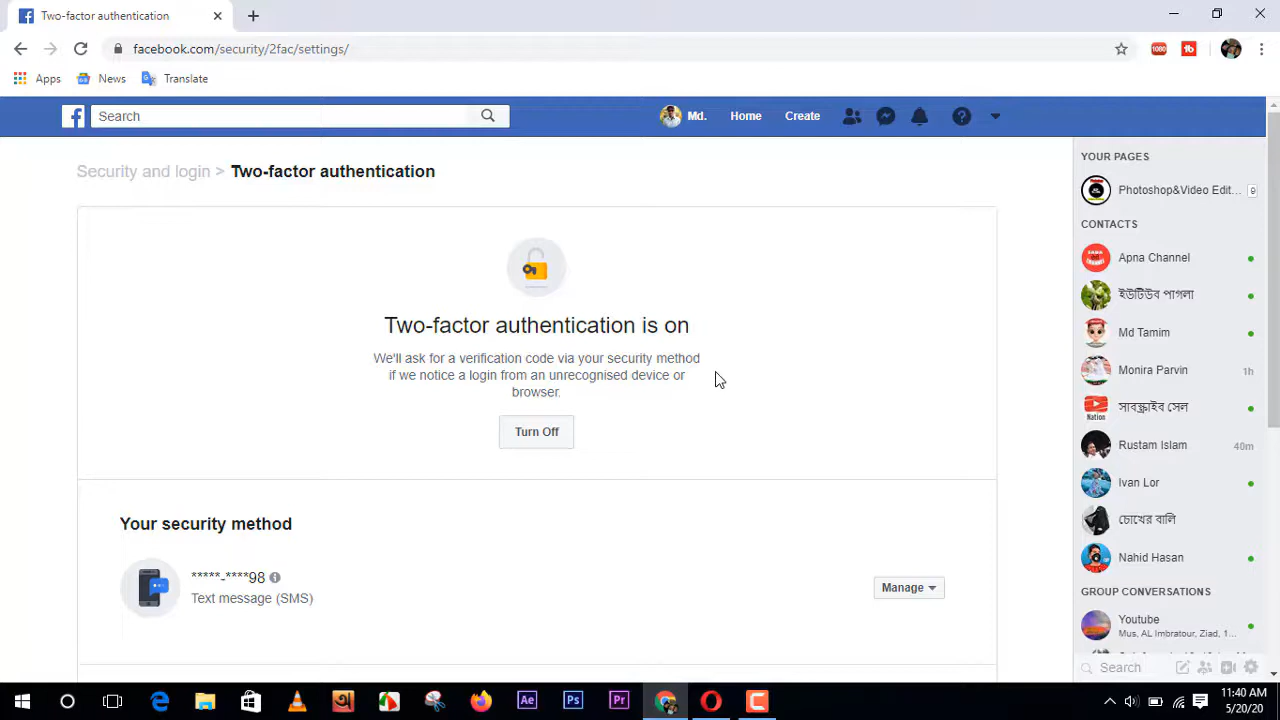 Two-factor authentication
facebook.com/security/2fac/settings/
Apps News Translate
Search
Md. Home Create
Security and login > Two-factor authentication
Two-factor authentication is on
We'll ask for a verification code via your security method
if we notice a login from an unrecognised device or
browser.
Turn Off
Your security method
*****-****98
Text message (SMS)
Manage
YOUR PAGES
Photoshop&Video Edit... 9
CONTACTS
Apna Channel
ইউটিউব পাগলা
Md Tamim
Monira Parvin 1h
সাবস্ক্রাইব সেল
Rustam Islam 40m
Ivan Lor
চোখের বালি
Nahid Hasan
GROUP CONVERSATIONS
Youtube
Mus, AL Imbratour, Ziad, 1...
Search
Ae Ps Pr
11:40 AM
5/20/20